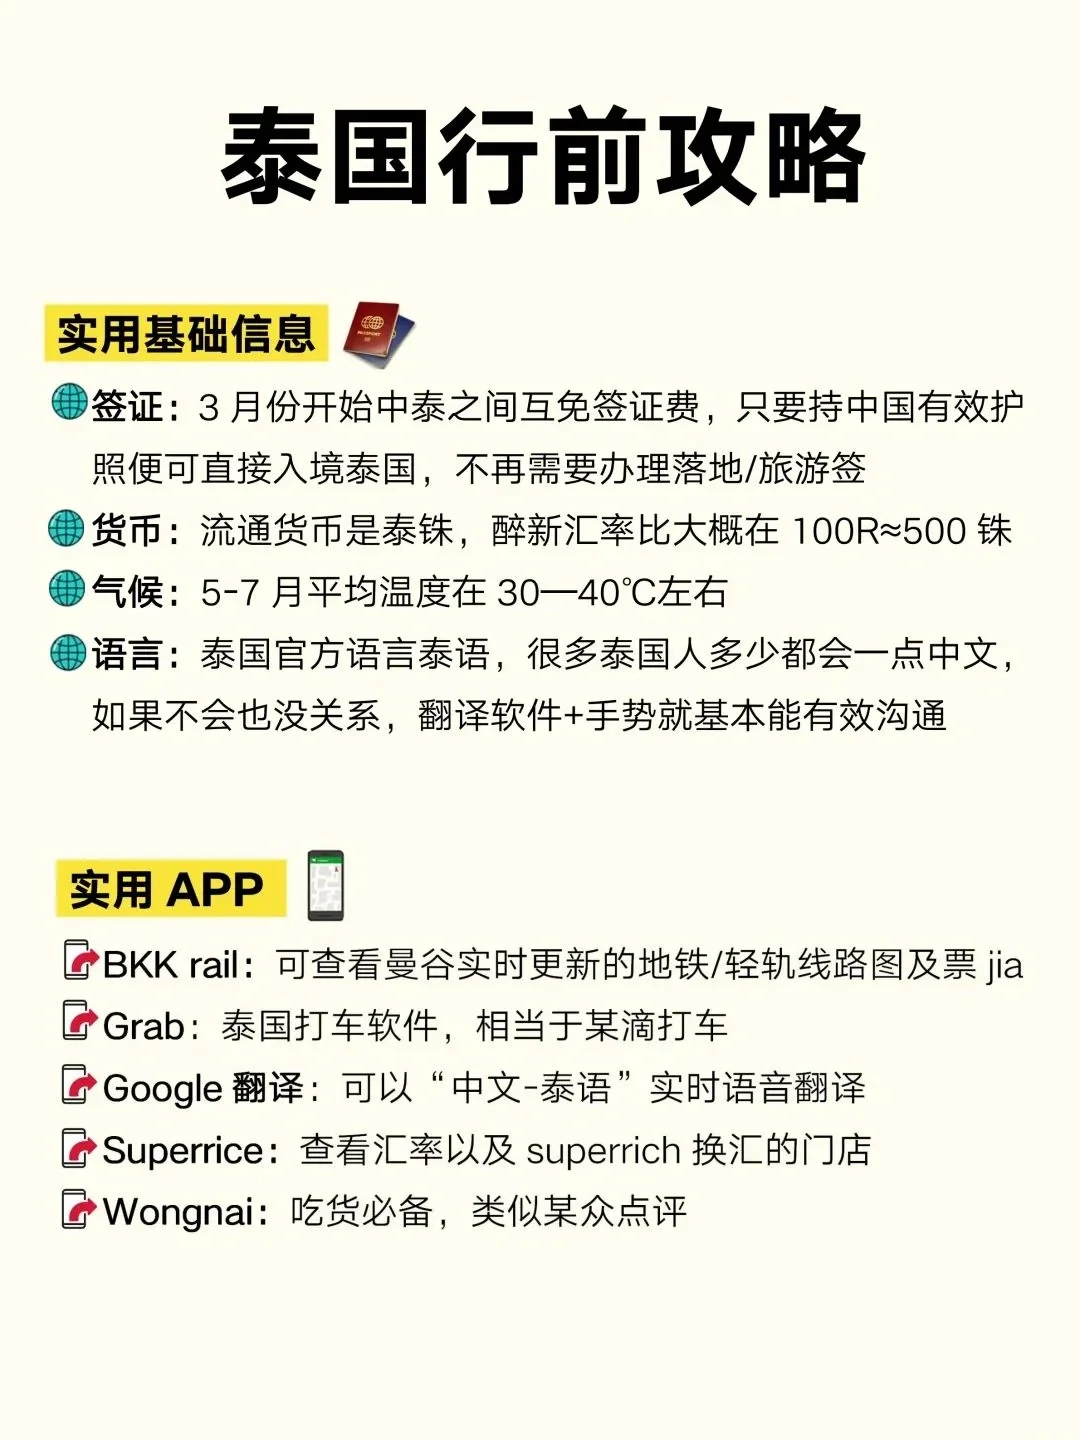 泰国行前攻略
实用基础信息
PASSPORT
签证：3 月份开始中泰之间互免签证费，只要持中国有效护
照便可直接入境泰国，不再需要办理落地/旅游签
货币：流通货币是泰铢，醉新汇率比大概在 100R≈500 铢
气候：5-7 月平均温度在 30—40℃左右
语言：泰国官方语言泰语，很多泰国人多少都会一点中文，
如果不会也没关系，翻译软件+手势就基本能有效沟通
实用 APP
BKK rail：可查看曼谷实时更新的地铁/轻轨线路图及票 jia
Grab：泰国打车软件，相当于某滴打车
Google 翻译：可以“中文-泰语”实时语音翻译
Superrice：查看汇率以及 superrich 换汇的门店
Wongnai：吃货必备，类似某众点评